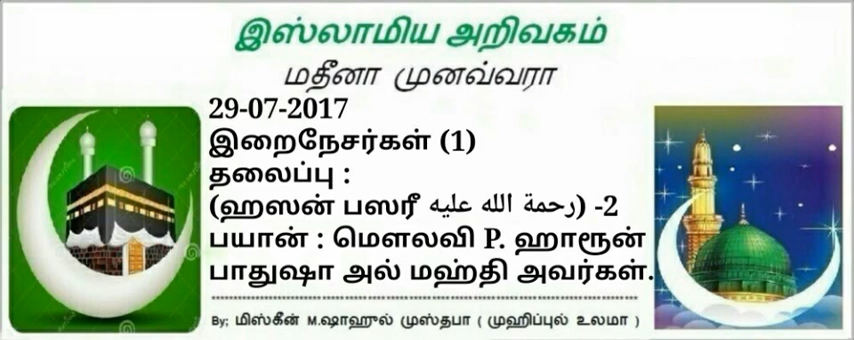 இஸ்லாமிய அறிவகம்
மதீனா முனவ்வரா
29-07-2017
இறைநேசர்கள் (1)
தலைப்பு :
(ஹஸன் பஸரீ رحمة الله عليه) -2
பயான் : மௌலவி P. ஹாரூன்
பாதுஷா அல் மஹ்தி அவர்கள்.
By; மிஸ்கீன் M.ஷாஹுல் முஸ்தபா ( முஹிப்புல் உலமா )